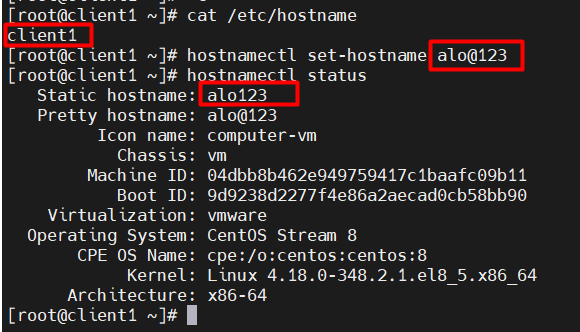 [root@client1 ~]# cat /etc/hostname
client1
[root@client1 ~]# hostnamectl set-hostname alo@123
[root@client1 ~]# hostnamectl status
Static hostname: alo123
Pretty hostname: alo@123
Icon name: computer-vm
Chassis: vm
Machine ID: 04dbb8b462e949759417c1baafc09b11
Boot ID: 9d9238d2277f4e86a2aecad0cb58bb90
Virtualization: vmware
Operating System: CentOS Stream 8
CPE OS Name: cpe:/o:centos:centos:8
Kernel: Linux 4.18.0-348.2.1.el8_5.x86_64
Architecture: x86-64
[root@client1 ~]#